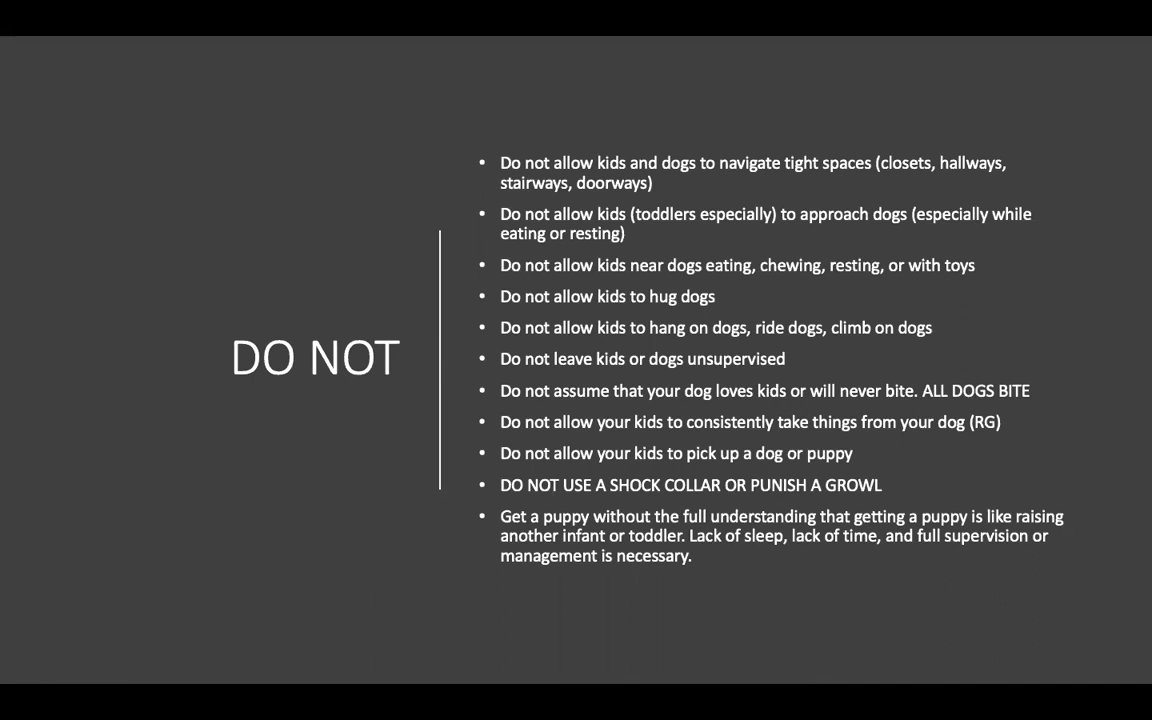 DO NOT
• Do not allow kids and dogs to navigate tight spaces (closets, hallways,
stairways, doorways)
• Do not allow kids (toddlers especially) to approach dogs (especially while
eating or resting)
• Do not allow kids near dogs eating, chewing, resting, or with toys
• Do not allow kids to hug dogs
• Do not allow kids to hang on dogs, ride dogs, climb on dogs
• Do not leave kids or dogs unsupervised
• Do not assume that your dog loves kids or will never bite. ALL DOGS BITE
• Do not allow your kids to consistently take things from your dog (RG)
• Do not allow your kids to pick up a dog or puppy
• DO NOT USE A SHOCK COLLAR OR PUNISH A GROWL
• Get a puppy without the full understanding that getting a puppy is like raising
another infant or toddler. Lack of sleep, lack of time, and full supervision or
management is necessary.